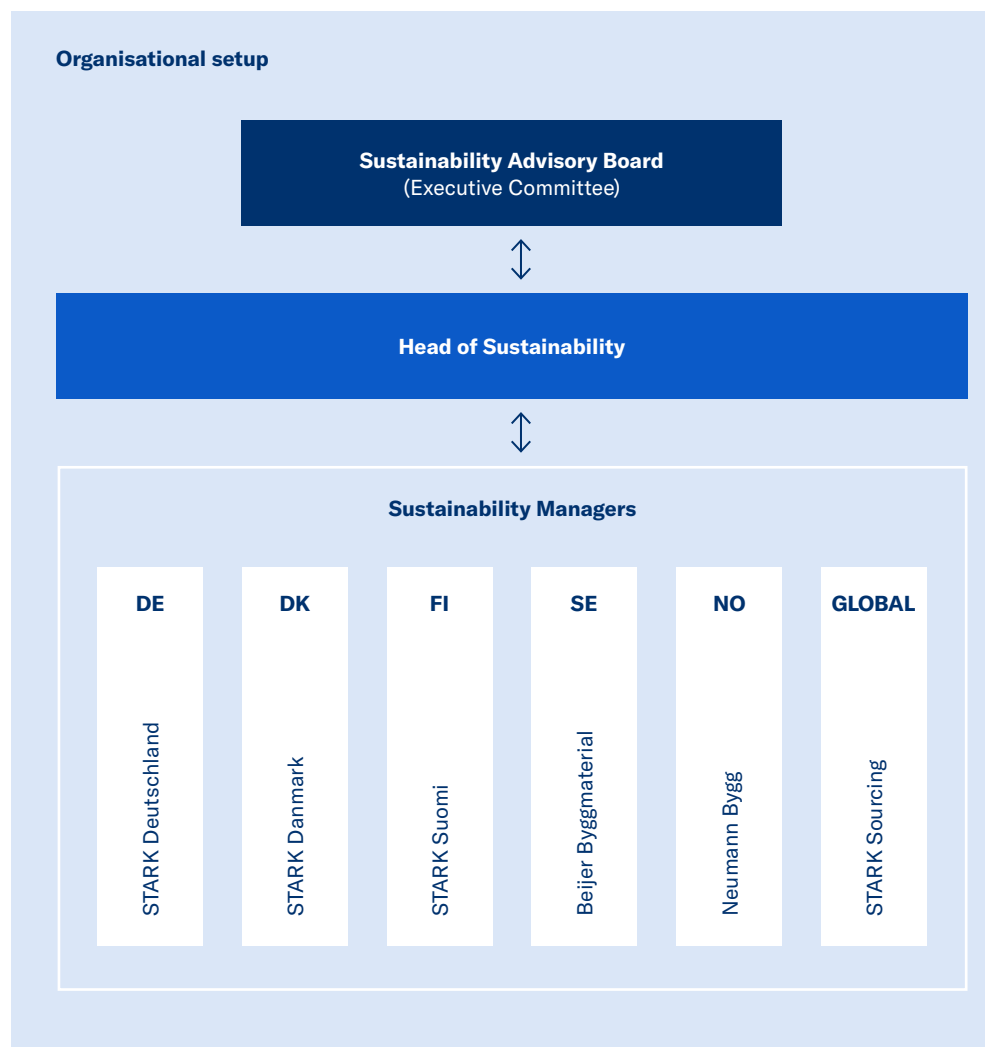 Organisational setup
Sustainability Advisory Board
(Executive Committee)
Head of Sustainability
Sustainability Managers
DE
STARK Deutschland
DK
STARK Danmark
FI
STARK Suomi
SE
Beijer Byggmaterial
NO
Neumann Bygg
GLOBAL
STARK Sourcing